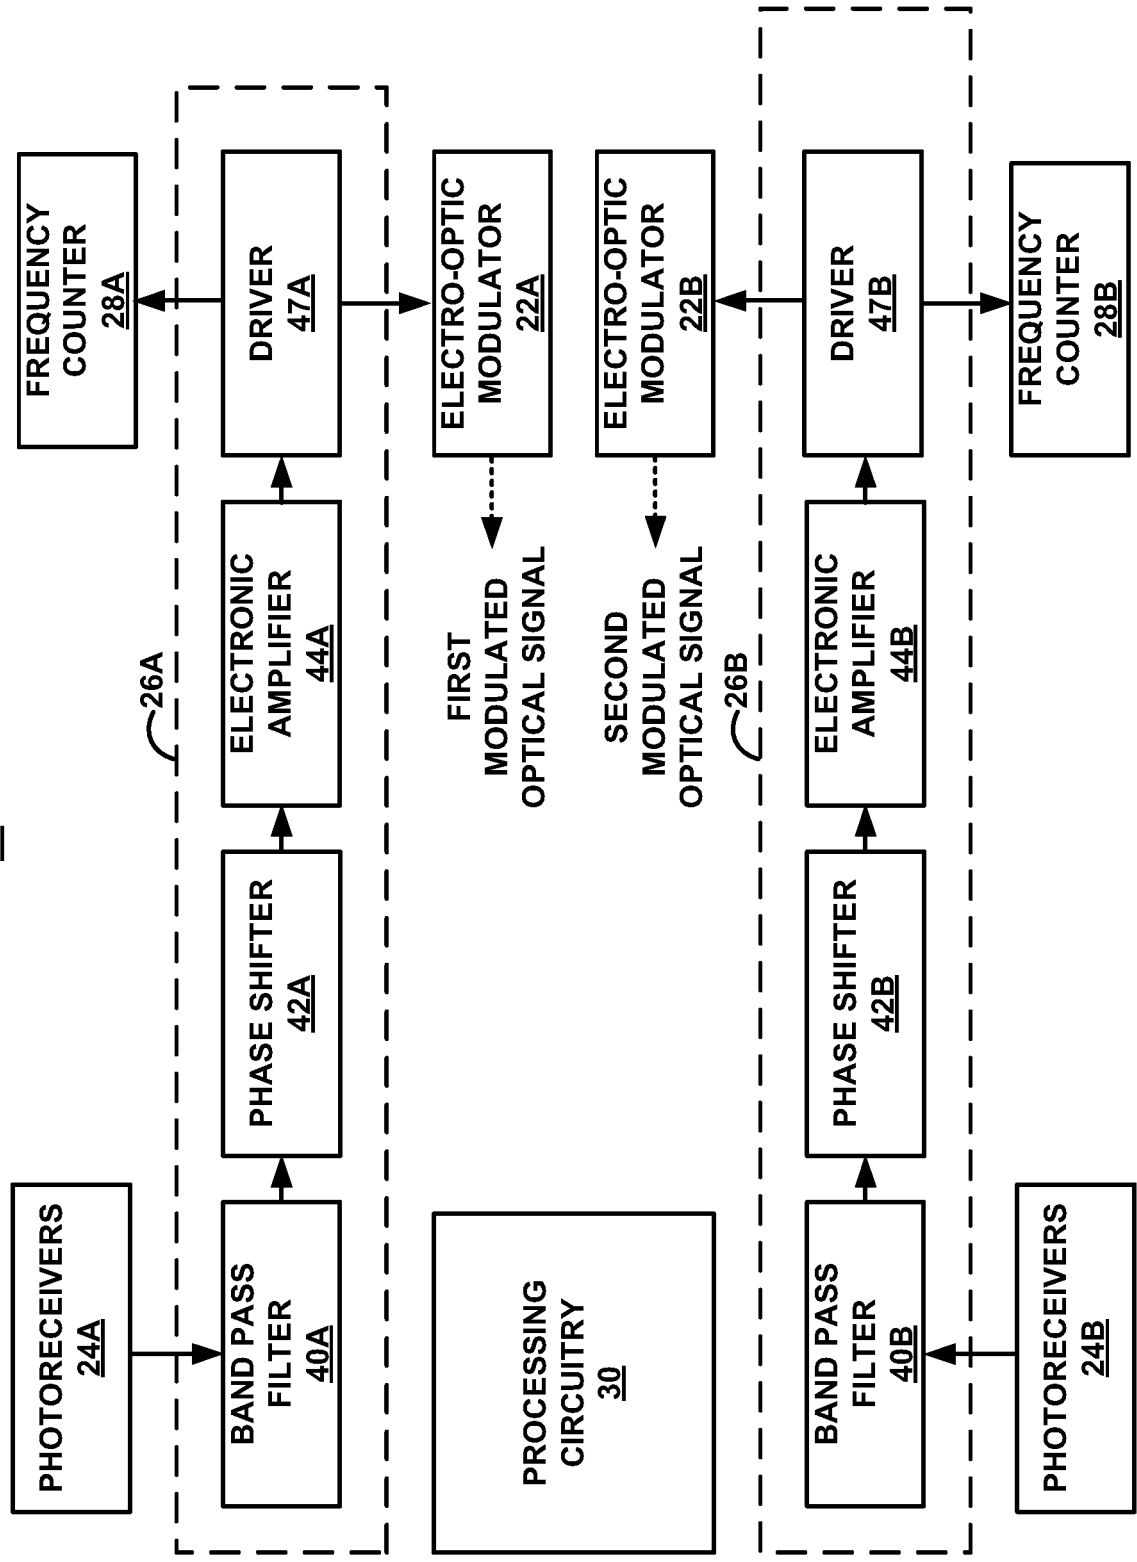 PHOTORECEIVERS
24A
FREQUENCY
COUNTER
28A
26A
BAND PASS
FILTER
40A
PHASE SHIFTER
42A
ELECTRONIC
AMPLIFIER
44A
DRIVER
47A
PROCESSING
CIRCUITRY
30
FIRST
MODULATED
OPTICAL SIGNAL
ELECTRO-OPTIC
MODULATOR
22A
SECOND
MODULATED
OPTICAL SIGNAL
ELECTRO-OPTIC
MODULATOR
22B
26B
BAND PASS
FILTER
40B
PHASE SHIFTER
42B
ELECTRONIC
AMPLIFIER
44B
DRIVER
47B
PHOTORECEIVERS
24B
FREQUENCY
COUNTER
28B